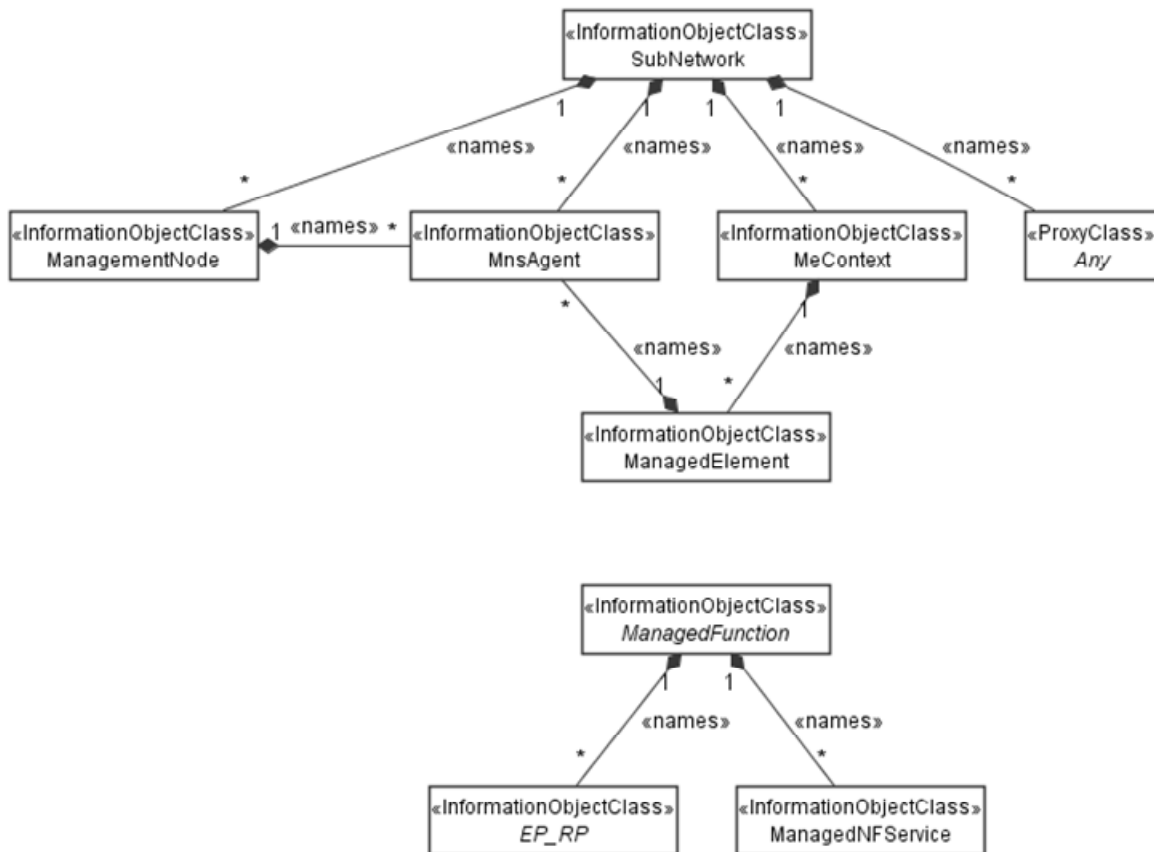 «InformationObjectClass»
SubNetwork
1
1
1
1
«names»
«names»
«names»
«names»
*
*
*
*
«InformationObjectClass»
ManagementNode
1
«names»
*
«InformationObjectClass»
MnsAgent
«InformationObjectClass»
MeContext
«ProxyClass»
Any
*
1
«names»
«names»
1
*
«InformationObjectClass»
ManagedElement
«InformationObjectClass»
ManagedFunction
1
1
«names»
«names»
*
*
«InformationObjectClass»
EP_RP
«InformationObjectClass»
ManagedNFService